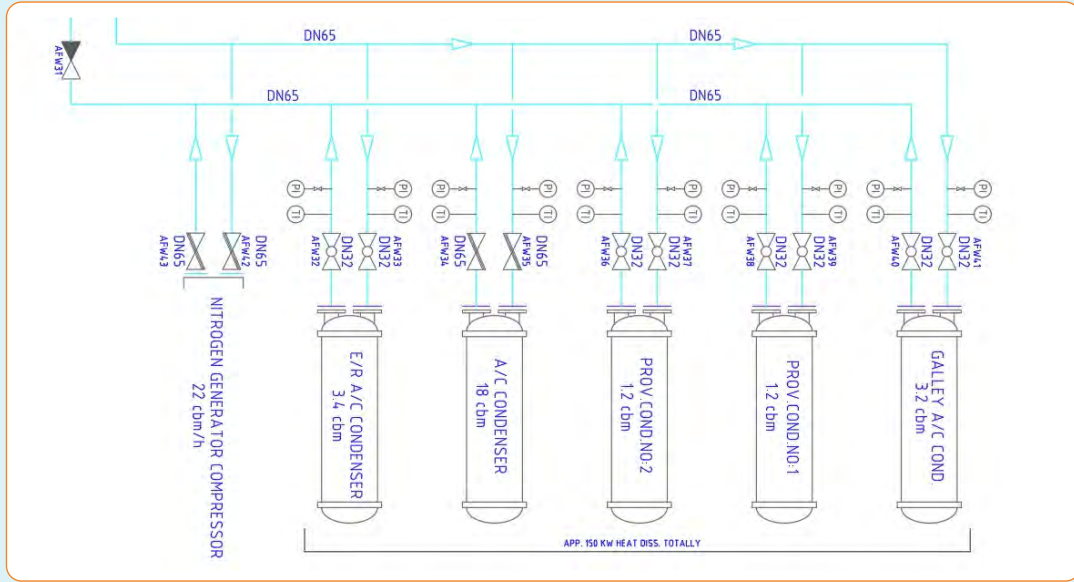 DN65
DN65
AFW31
DN65
DN65
PI
PI
PI
PI
PI
PI
PI
PI
PI
PI
TI
TI
TI
TI
TI
TI
TI
TI
TI
TI
AFW43
DN65
AFW42
DN65
AFW32
DN32
DN32
AFW33
AFW34
DN65
AFW35
DN65
AFW36
DN32
DN32
AFW37
AFW38
DN32
DN32
AFW39
AFW40
DN32
DN32
AFW41
NITROGEN GENERATOR COMPRESSOR
22 cbm/h
E/R A/C CONDENSER
3.4 cbm
A/C CONDENSER
18 cbm
PROV.COND.NO:2
1.2 cbm
PROV.COND.NO:1
1.2 cbm
GALLEY A/C COND.
3.2 cbm
APP. 150 KW HEAT DISS. TOTALLY